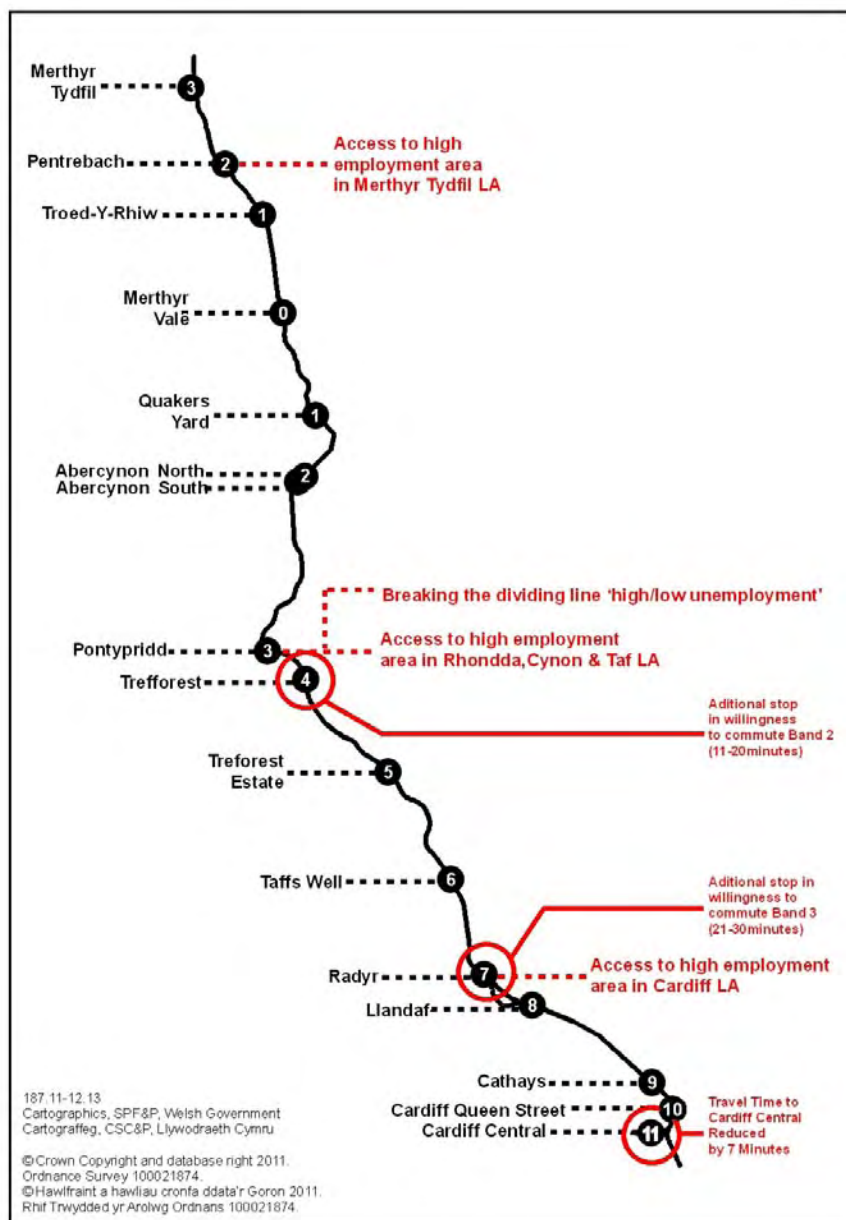 Merthyr
Tydfil
3
Pentrebach
2
Access to high
employment area
in Merthyr Tydfil LA
Troed-Y-Rhiw
1
Merthyr
Vale
0
Quakers
Yard
1
Abercynon North
Abercynon South
2
Breaking the dividing line 'high/low unemployment'
Pontypridd
3
Access to high employment
area in Rhondda,Cynon & Taf LA
Trefforest
4
Aditional stop
in willingness
to commute Band 2
(11-20minutes)
Treforest
Estate
5
Taffs Well
6
Aditional stop in
willingness to
commute Band 3
(21-30minutes)
Radyr
7
Access to high employment
area in Cardiff LA
Llandaf
8
Cathays
9
Cardiff Queen Street
10
Cardiff Central
11
Travel Time to
Cardiff Central
Reduced
by 7 Minutes
187.11-12.13
Cartographics, SPF&P, Welsh Government
Cartograffeg, CSC&P, Llywodraeth Cymru
©Crown Copyright and database right 2011.
Ordnance Survey 100021874.
©Hawlfraint a hawliau cronfa ddata'r Goron 2011.
Rhif Trwydded yr Arolwg Ordnans 100021874.